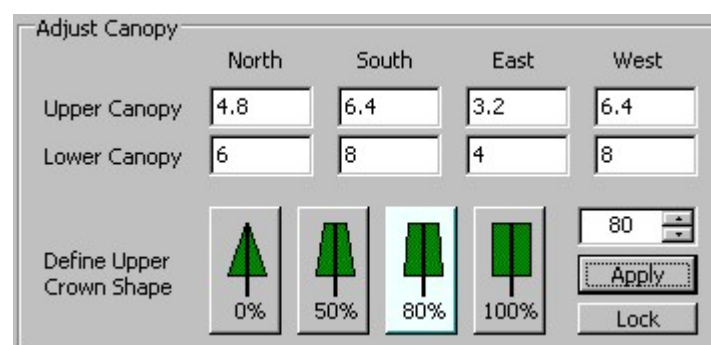 Adjust Canopy
North South East West
Upper Canopy 4.8 6.4 3.2 6.4
Lower Canopy 6 8 4 8
80
Define Upper
Crown Shape
0% 50% 80% 100%
Apply
Lock